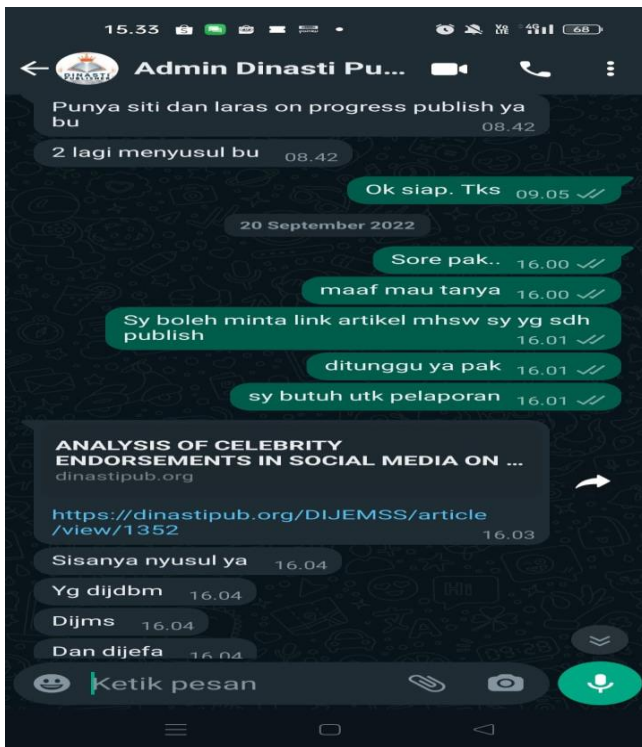 15.33
4G
68
DINASTI
PUBLISHER
Admin Dinasti Pu...
Punya siti dan laras on progress publish ya
bu
08.42
2 lagi menyusul bu 08.42
Ok siap. Tks 09.05
20 September 2022
Sore pak.. 16.00
maaf mau tanya 16.00
Sy boleh minta link artikel mhsw sy yg sdh
publish
16.01
ditunggu ya pak 16.01
sy butuh utk pelaporan 16.01
ANALYSIS OF CELEBRITY
ENDORSEMENTS IN SOCIAL MEDIA ON ...
dinastipub.org
https://dinastipub.org/DIJEMSS/article
/view/1352
16.03
Sisanya nyusul ya 16.04
Yg dijdbm 16.04
Dijms 16.04
Dan dijefa 16.04
Ketik pesan